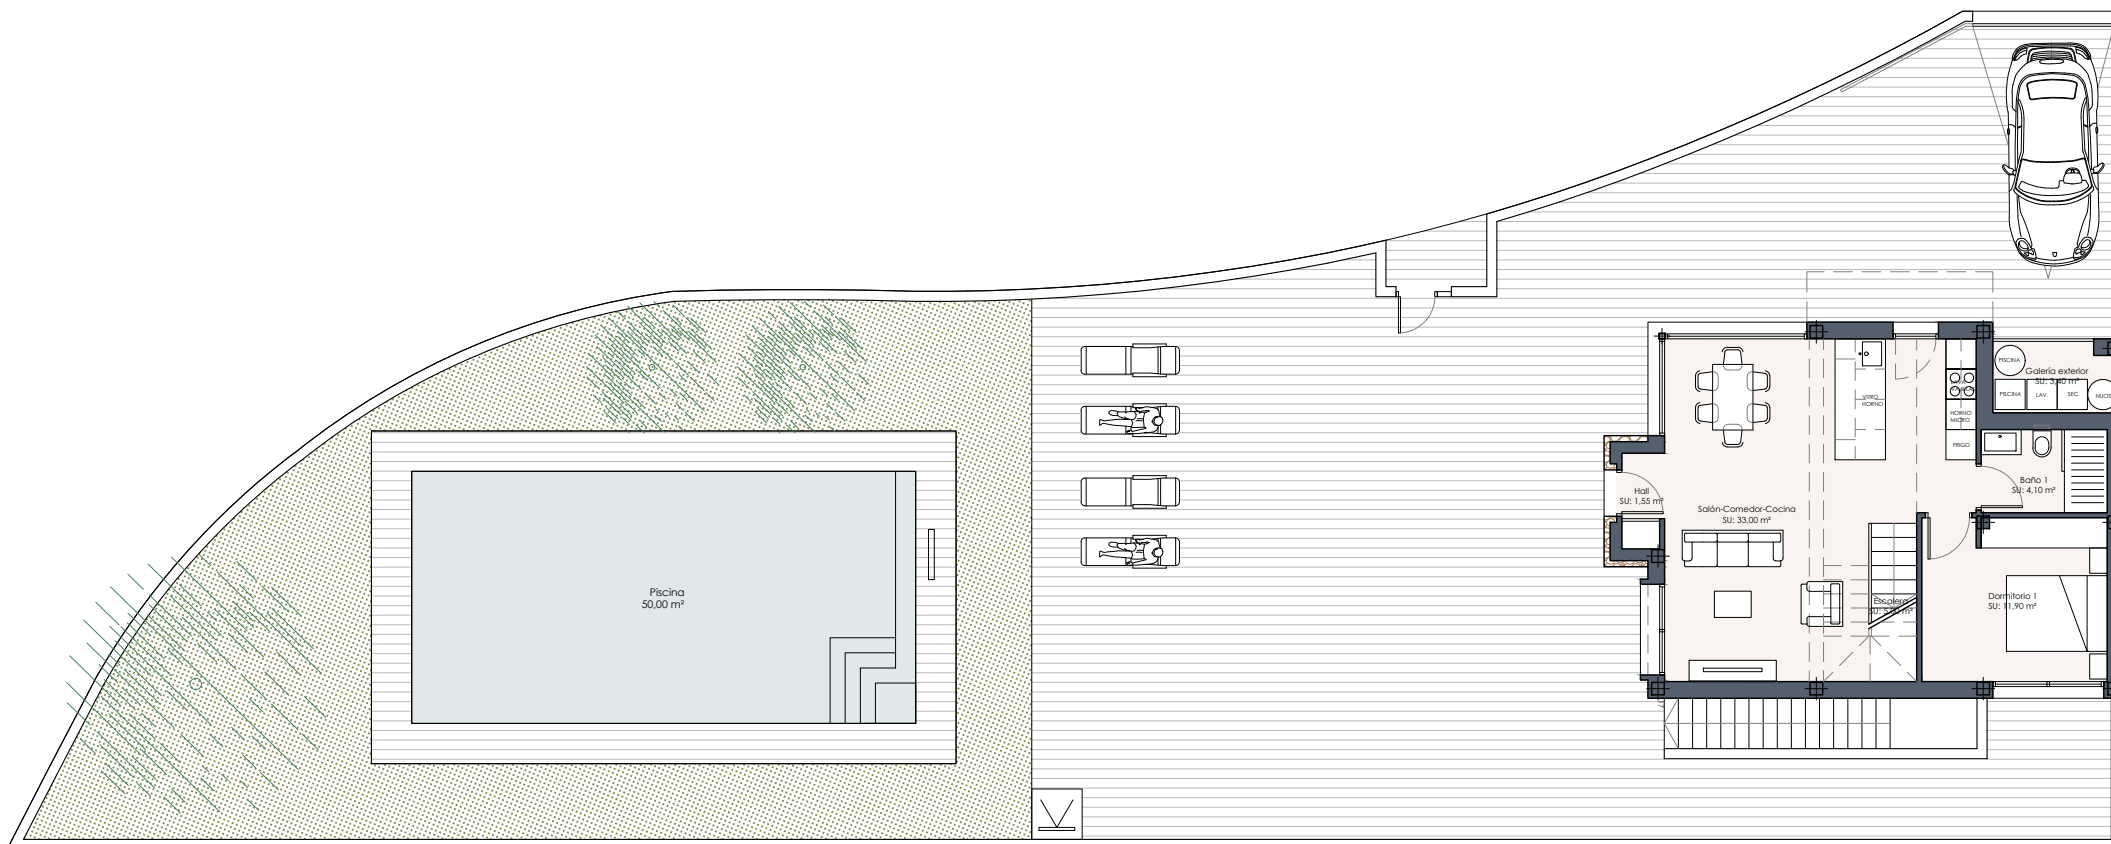 PISCINA
Galería exterior
SU: 3,40 m²
PISCINA
LAV.
SEC.
VITRO
HORNO
HORNO
MICRO
FRIGO
Baño 1
SU: 4,10 m²
Hall
SU: 1,55 m²
Salón-Comedor-Cocina
SU: 33,00 m²
Piscina
50,00 m²
Escalera
Dormitorio 1
SU: 11,90 m²